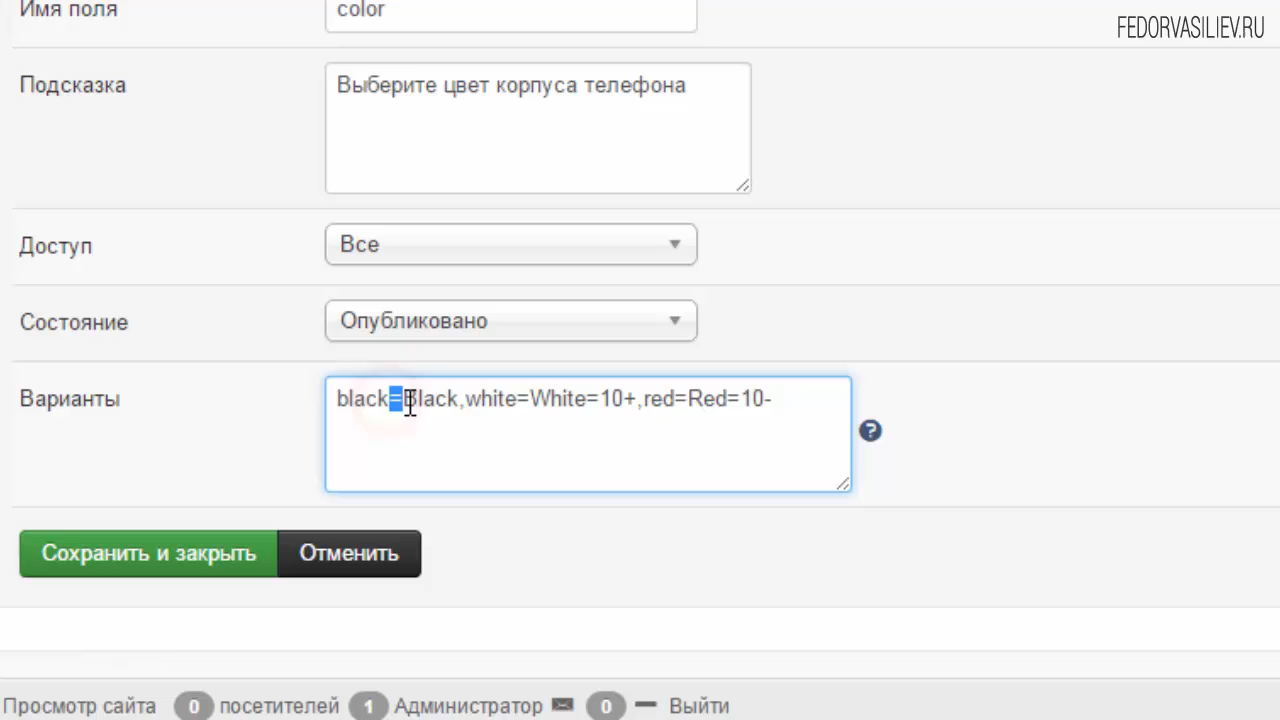 FEDORVASILIEV.RU
Имя поля color
Подсказка Выберите цвет корпуса телефона
Доступ Все
Состояние Опубликовано
Варианты black=Black,white=White=10+,red=Red=10-
?
Сохранить и закрыть Отменить
Просмотр сайта 0 посетителей 1 Администратор 0 Выйти